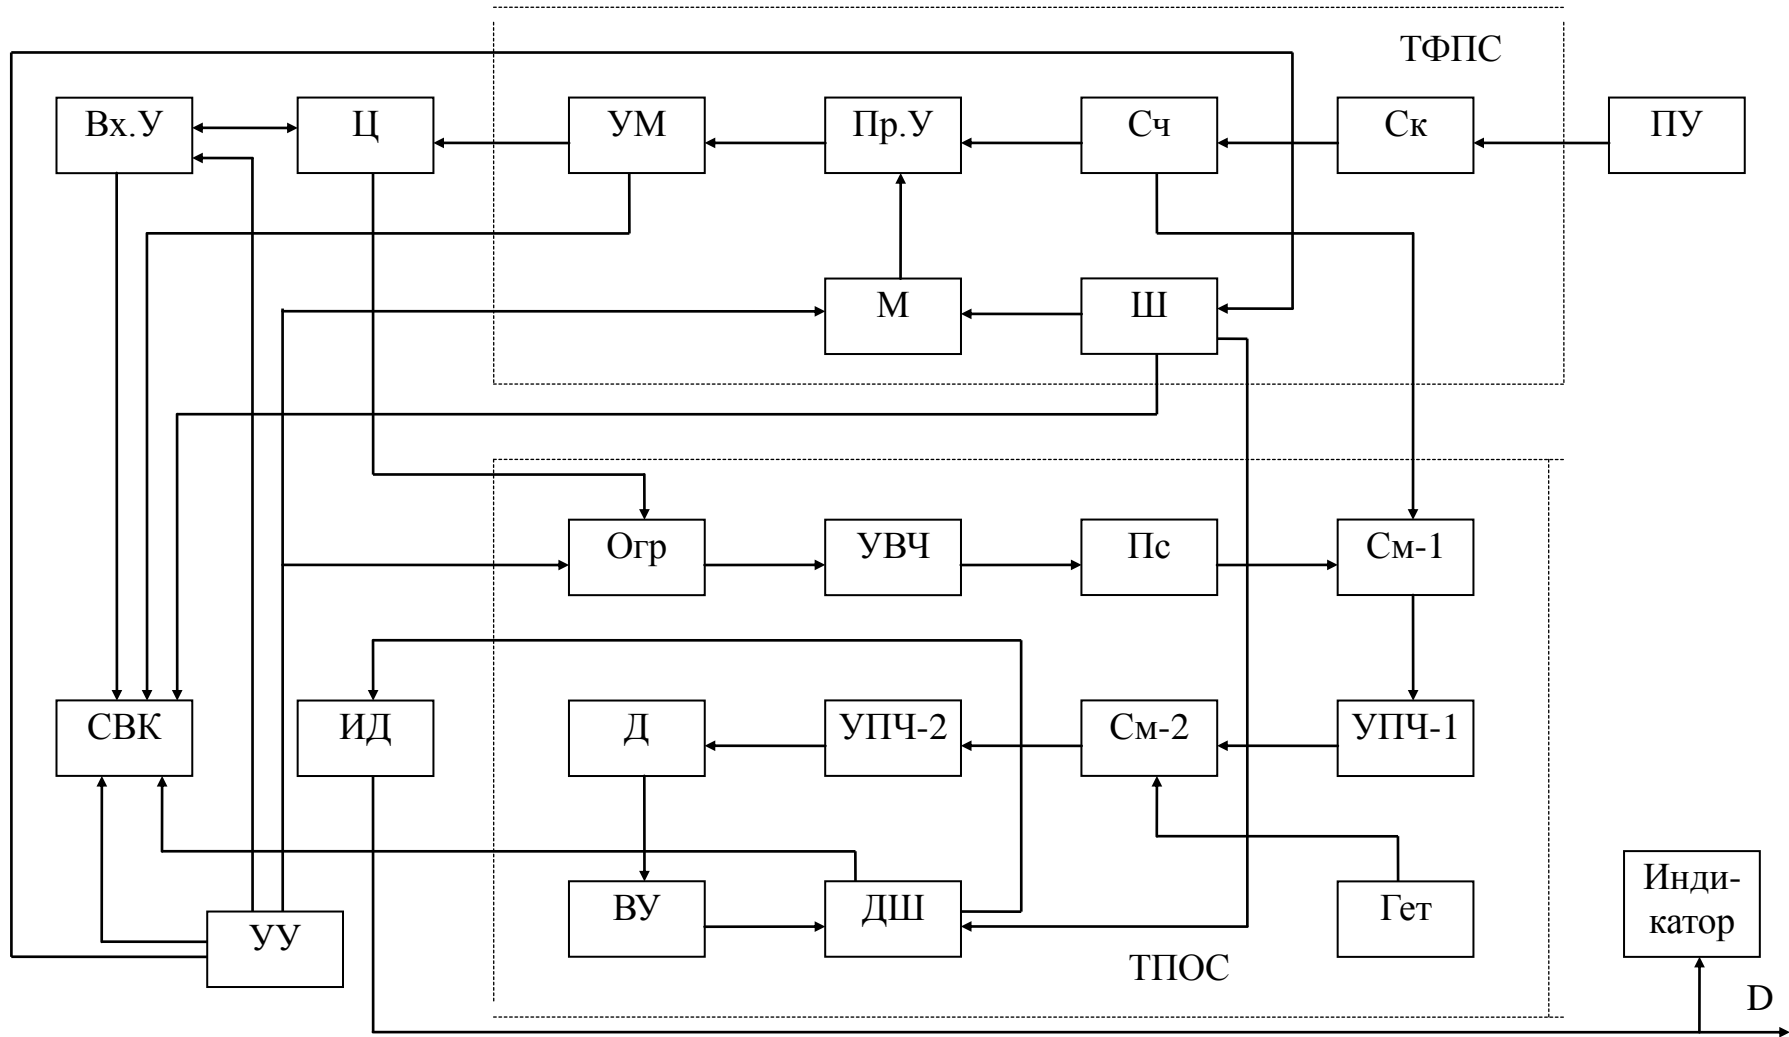 ТФПС
Вх.У
Ц
УМ
Пр.У
Сч
Ск
ПУ
М
Ш
Огр
УВЧ
Пс
См-1
СВК
ИД
Д
УПЧ-2
См-2
УПЧ-1
УУ
ВУ
ДШ
Гет
Инди-
катор
ТПОС
D